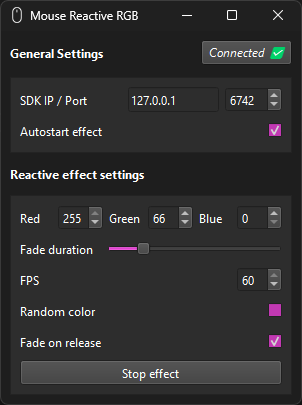 Mouse Reactive RGB
General Settings Connected
SDK IP / Port 127.0.0.1 6742
Autostart effect
Reactive effect settings
Red 255 Green 66 Blue 0
Fade duration
FPS 60
Random color
Fade on release
Stop effect